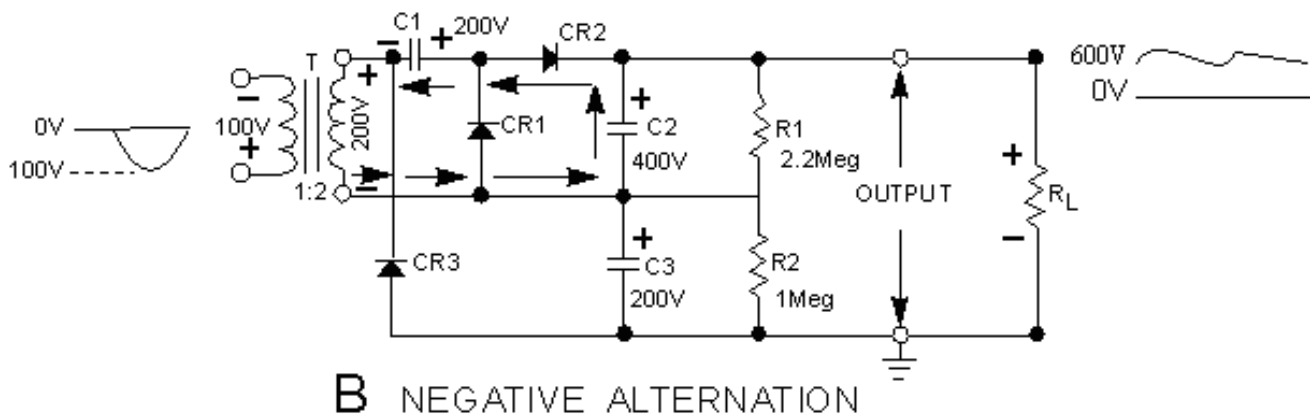 C1
200V
CR2
T
600V
0V
0V
100V
100V
200V
1:2
CR1
C2
400V
R1
2.2Meg
OUTPUT
RL
CR3
C3
200V
R2
1Meg
B NEGATIVE ALTERNATION